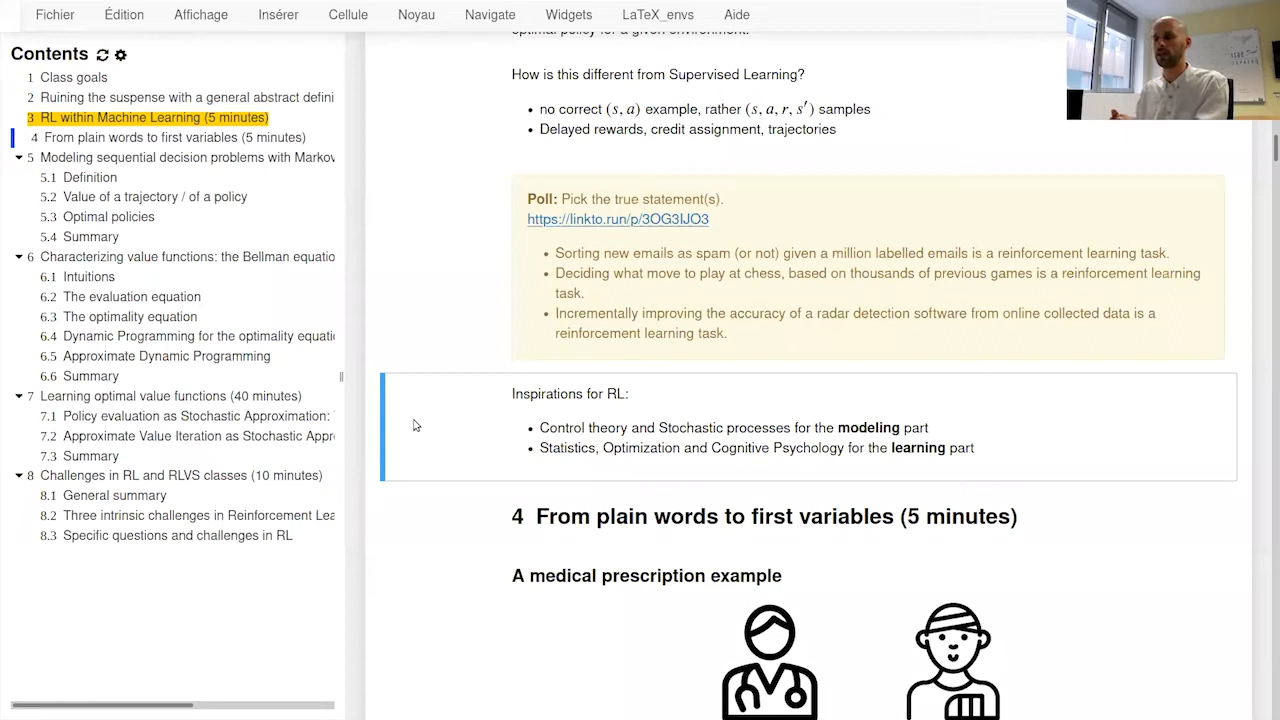 Fichier Édition Affichage Insérer Cellule Noyau Navigate Widgets LaTeX_envs Aide
Contents
1 Class goals
2 Ruining the suspense with a general abstract defini
3 RL within Machine Learning (5 minutes)
4 From plain words to first variables (5 minutes)
5 Modeling sequential decision problems with Markov
5.1 Definition
5.2 Value of a trajectory / of a policy
5.3 Optimal policies
5.4 Summary
6 Characterizing value functions: the Bellman equatio
6.1 Intuitions
6.2 The evaluation equation
6.3 The optimality equation
6.4 Dynamic Programming for the optimality equati
6.5 Approximate Dynamic Programming
6.6 Summary
7 Learning optimal value functions (40 minutes)
7.1 Policy evaluation as Stochastic Approximation:
7.2 Approximate Value Iteration as Stochastic Appr
7.3 Summary
8 Challenges in RL and RLVS classes (10 minutes)
8.1 General summary
8.2 Three intrinsic challenges in Reinforcement Lea
8.3 Specific questions and challenges in RL
optimal policy for a given environment.
How is this different from Supervised Learning?
• no correct (s, a) example, rather (s, a, r, s′) samples
• Delayed rewards, credit assignment, trajectories
Poll: Pick the true statement(s).
https://linkto.run/p/3OG3IJO3
• Sorting new emails as spam (or not) given a million labelled emails is a reinforcement learning task.
• Deciding what move to play at chess, based on thousands of previous games is a reinforcement learning
task.
• Incrementally improving the accuracy of a radar detection software from online collected data is a
reinforcement learning task.
Inspirations for RL:
• Control theory and Stochastic processes for the modeling part
• Statistics, Optimization and Cognitive Psychology for the learning part
4 From plain words to first variables (5 minutes)
A medical prescription example